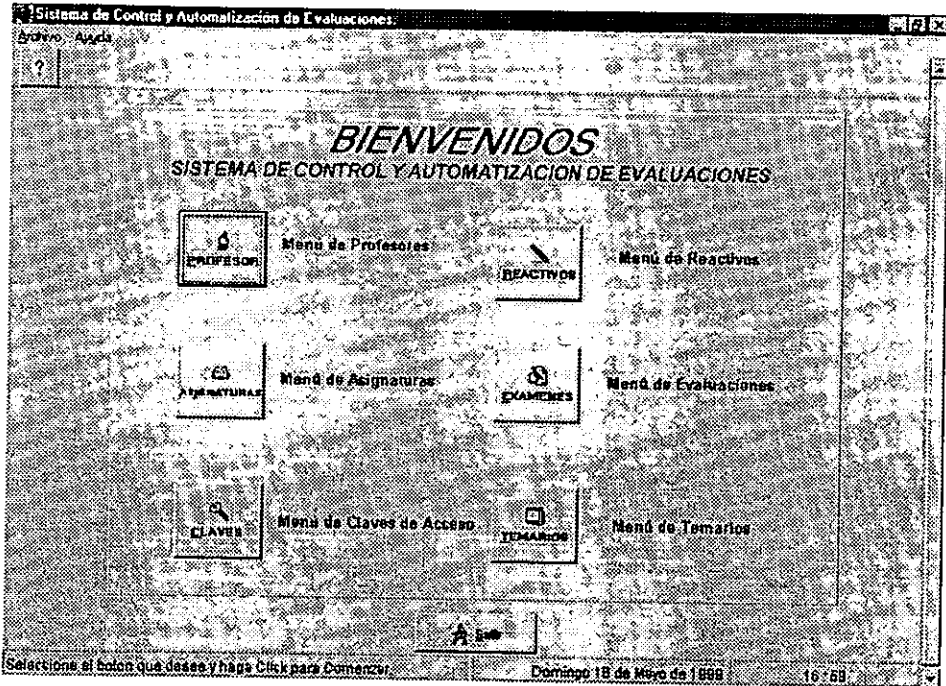 Sistema de Control y Automatización de Evaluaciones.
Archivo Ayuda
?
BIENVENIDOS
SISTEMA DE CONTROL Y AUTOMATIZACION DE EVALUACIONES
PROFESOR Menú de Profesores
REACTIVOS Menú de Reactivos
ASIGNATURAS Menú de Asignaturas
EXAMENES Menú de Evaluaciones
CLAVES Menú de Claves de Acceso
TEMARIOS Menú de Temarios
Salir
Seleccione el boton que desee y haga Click para Comenzar.
Domingo de Mayo de 16:59